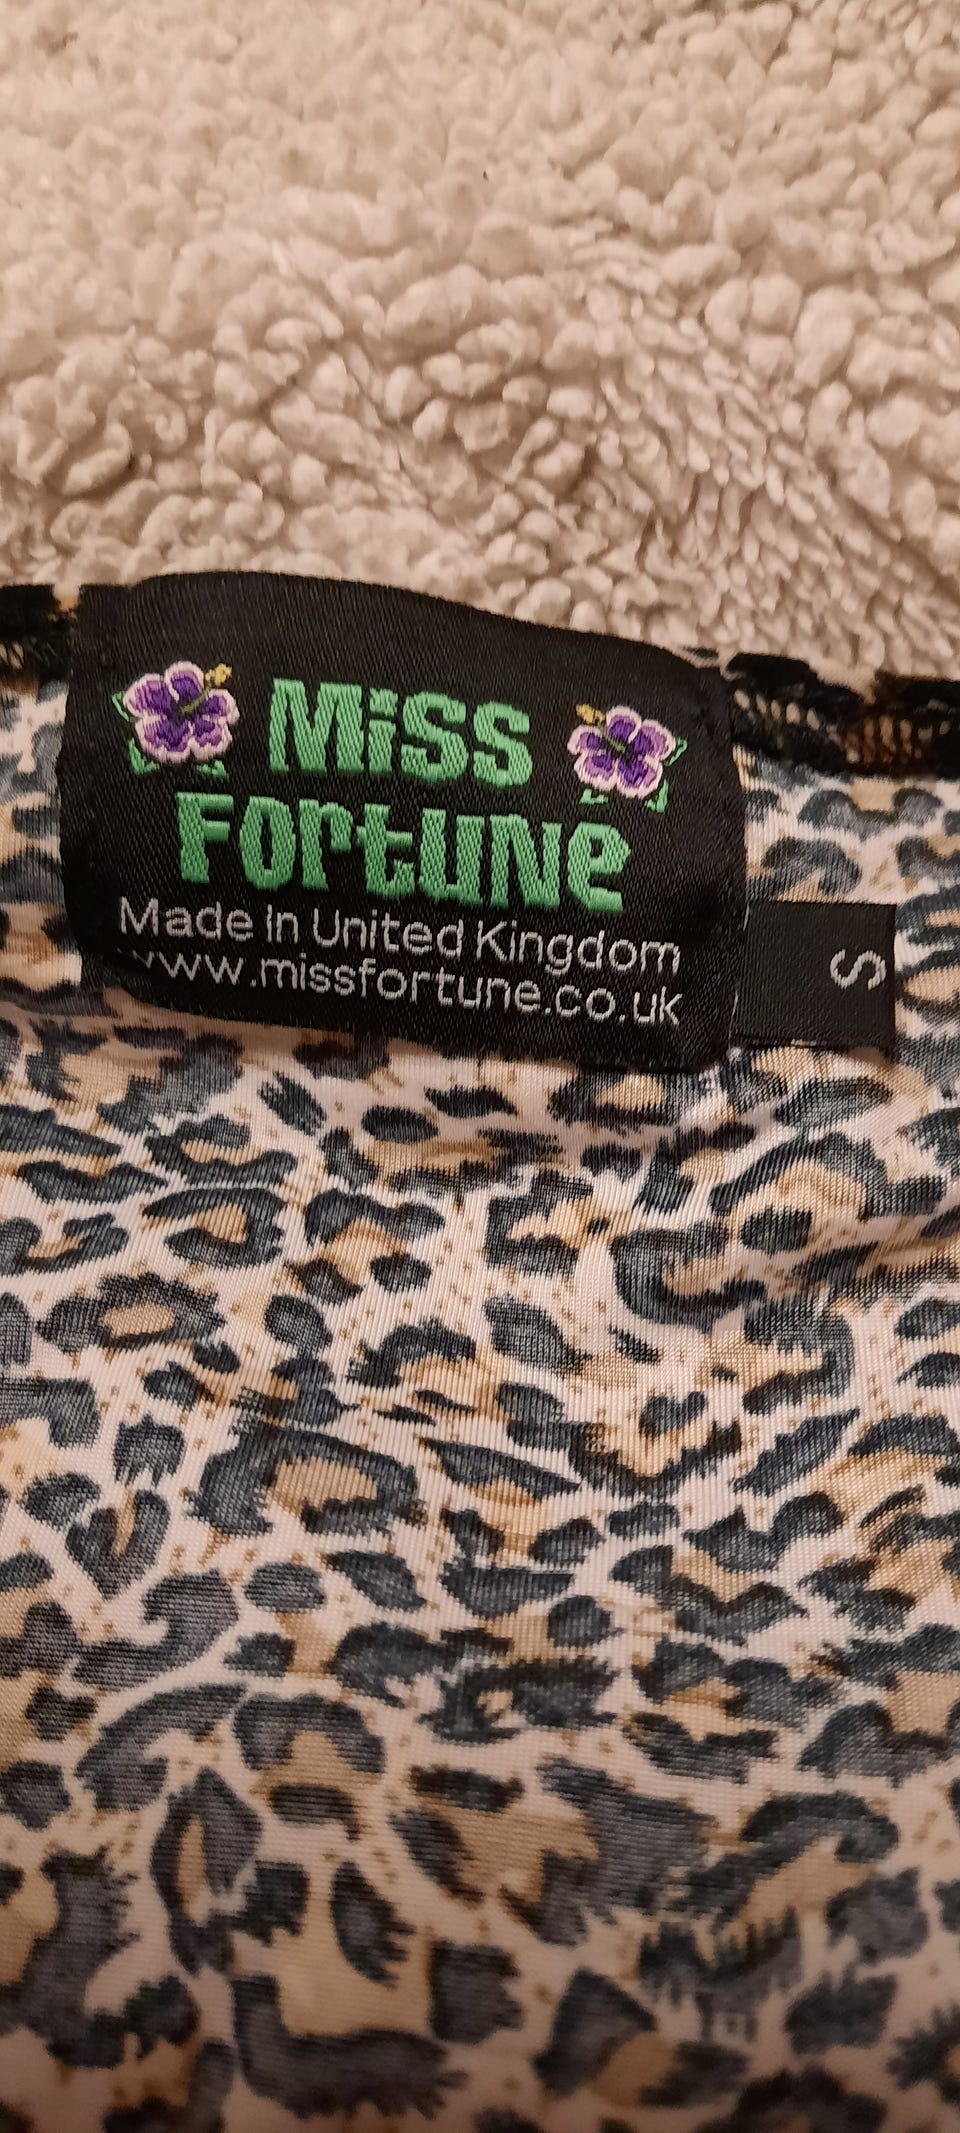 Miss
Fortune
Made In United Kingdom
www.missfortune.co.uk
S